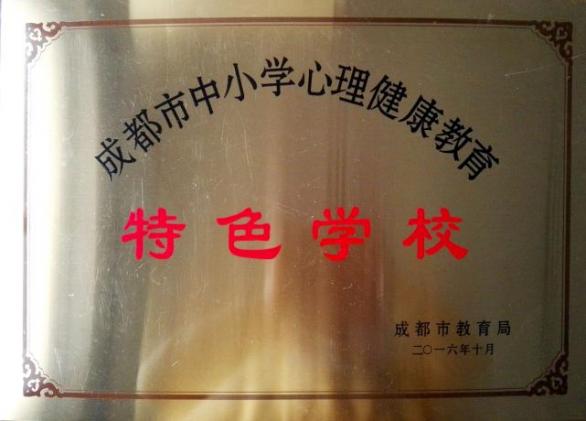 成都市中小学心理健康教育
特色学校
成都市教育局
二〇一六年十月